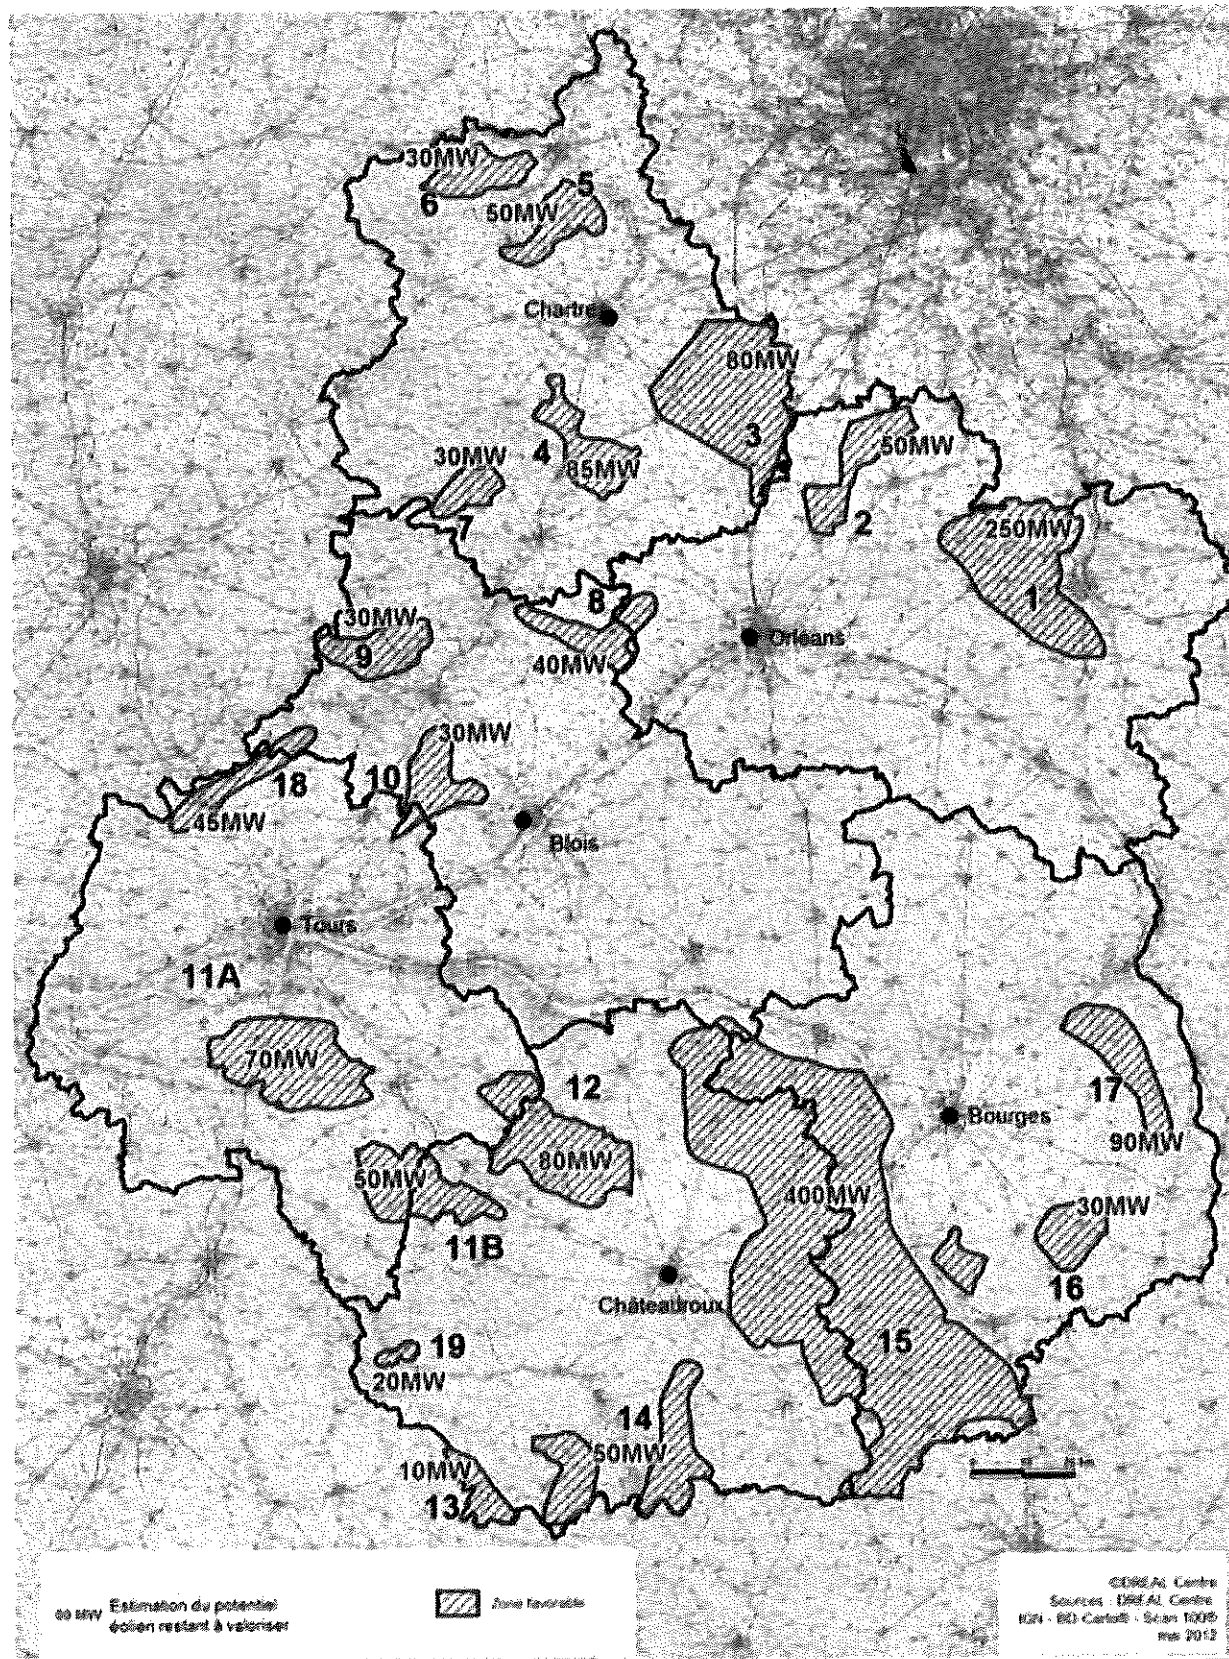 30MW
6
5
50MW
Chartre
80MW
3
4
85MW
30MW
7
50MW
2
250MW
1
8
40MW
Orléans
30MW
9
30MW
10
18
45MW
Blois
Tours
11A
70MW
12
80MW
50MW
11B
17
90MW
Bourges
400MW
30MW
16
Châteauroux
15
19
20MW
14
50MW
10MW
13
Estimation du potentiel
éolien restant à valoriser
Zone favorable
©DREAL Centre
Sources : DREAL Centre
IGN - BD Carto® - Scan 100®
mai 2012